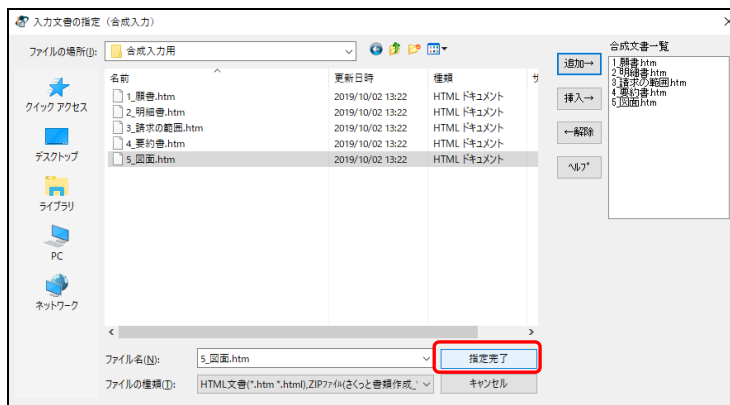 入力文書の指定（合成入力）
ファイルの場所(I):
合成入力用
合成文書一覧
追加→
挿入→
←解除
ﾍﾙﾌﾟ
1_願書.htm
2_明細書.htm
3_請求の範囲.htm
4_要約書.htm
5_図面.htm
クイック アクセス
デスクトップ
ライブラリ
PC
ネットワーク
名前 更新日時 種類 サ
1_願書.htm 2019/10/02 13:22 HTML ドキュメント
2_明細書.htm 2019/10/02 13:22 HTML ドキュメント
3_請求の範囲.htm 2019/10/02 13:22 HTML ドキュメント
4_要約書.htm 2019/10/02 13:22 HTML ドキュメント
5_図面.htm 2019/10/02 13:22 HTML ドキュメント
ファイル名(N): 5_図面.htm 指定完了
ファイルの種類(T): HTML文書(*.htm *.html),ZIPﾌｧｲﾙ(さくっと書類作成_* キャンセル